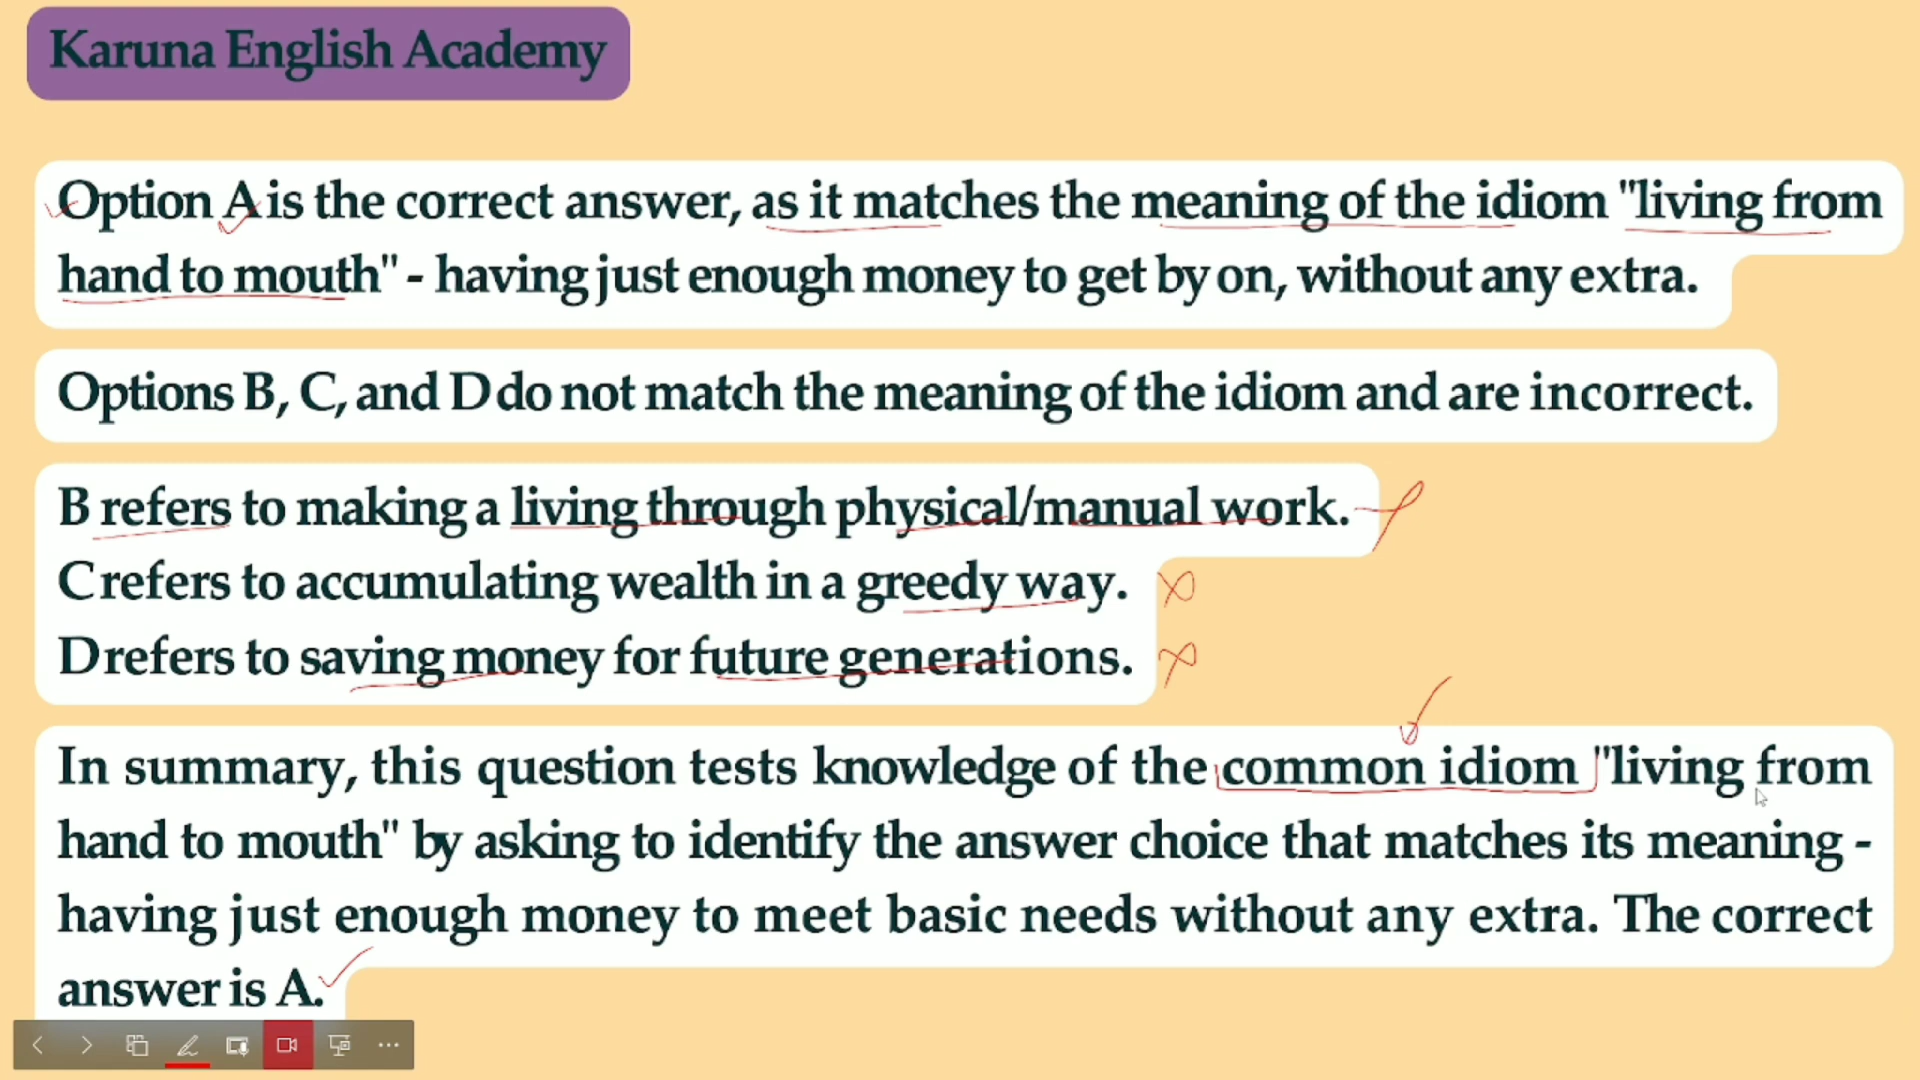 Karuna English Academy
Option A is the correct answer, as it matches the meaning of the idiom "living from
hand to mouth" - having just enough money to get by on, without any extra.
Options B, C, and D do not match the meaning of the idiom and are incorrect.
B refers to making a living through physical/manual work.
C refers to accumulating wealth in a greedy way.
D refers to saving money for future generations.
In summary, this question tests knowledge of the common idiom "living from
hand to mouth" by asking to identify the answer choice that matches its meaning -
having just enough money to meet basic needs without any extra. The correct
answer is A.